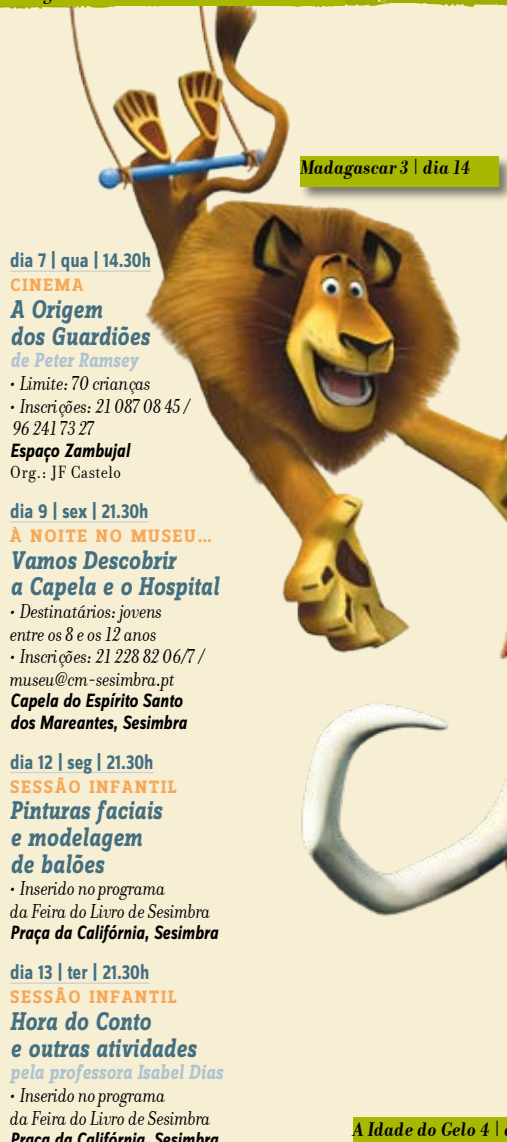 Madagascar 3 | dia 14
dia 7 | qua | 14.30h
CINEMA
A Origem
dos Guardiões
de Peter Ramsey
• Limite: 70 crianças
• Inscrições: 21 087 08 45 /
96 241 73 27
Espaço Zambujal
Org.: JF Castelo
dia 9 | sex | 21.30h
À NOITE NO MUSEU...
Vamos Descobrir
a Capela e o Hospital
• Destinatários: jovens
entre os 8 e os 12 anos
• Inscrições: 21 228 82 06/7 /
museu@cm-sesimbra.pt
Capela do Espírito Santo
dos Mareantes, Sesimbra
dia 12 | seg | 21.30h
SESSÃO INFANTIL
Pinturas faciais
e modelagem
de balões
• Inserido no programa
da Feira do Livro de Sesimbra
Praça da Califórnia, Sesimbra
dia 13 | ter | 21.30h
SESSÃO INFANTIL
Hora do Conto
e outras atividades
pela professora Isabel Dias
• Inserido no programa
da Feira do Livro de Sesimbra
Praça da Califórnia, Sesimbra
A Idade do Gelo 4 |